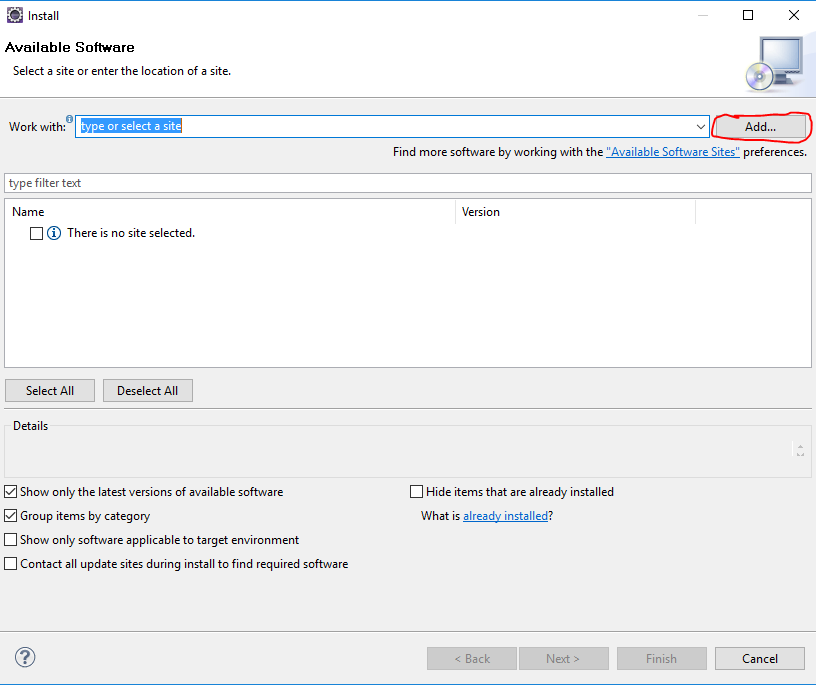 Install
Available Software
Select a site or enter the location of a site.
Work with: type or select a site Add...
Find more software by working with the "Available Software Sites" preferences.
type filter text
Name Version
There is no site selected.
Select All Deselect All
Details
Show only the latest versions of available software Hide items that are already installed
Group items by category What is already installed?
Show only software applicable to target environment
Contact all update sites during install to find required software
? < Back Next > Finish Cancel